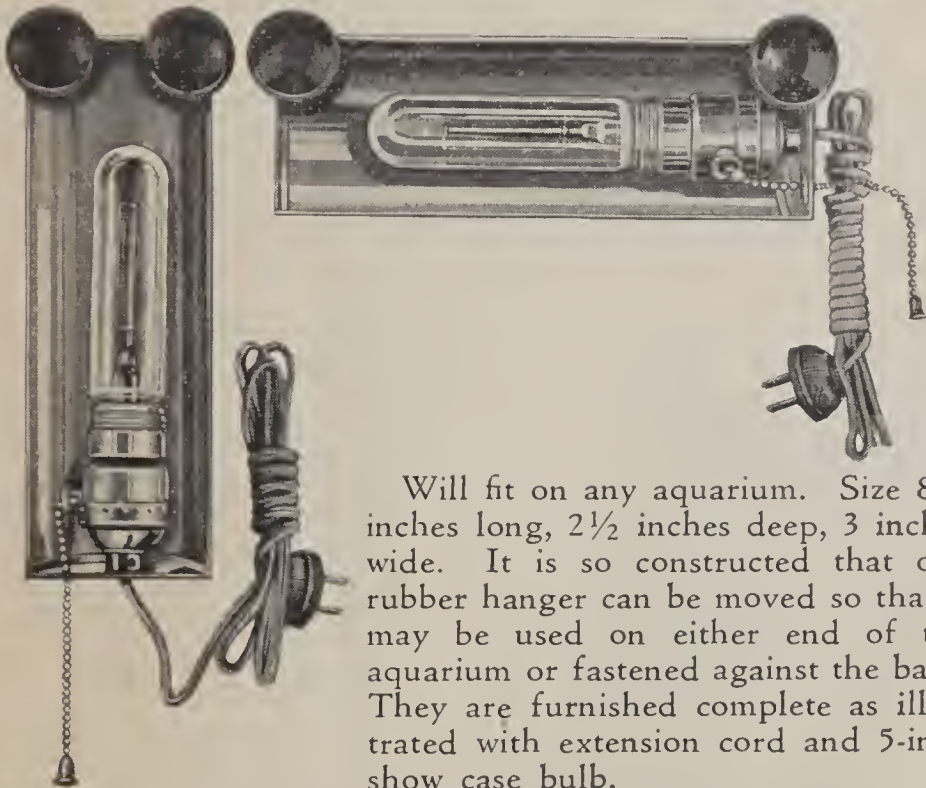 Will fit on any aquarium. Size 8
inches long, 2½ inches deep, 3
wide. It is so constructed that
rubber hanger can be moved so
may be used on either end of
aquarium or fastened against the
They are furnished complete as
trated with extension cord and
show case bulb.